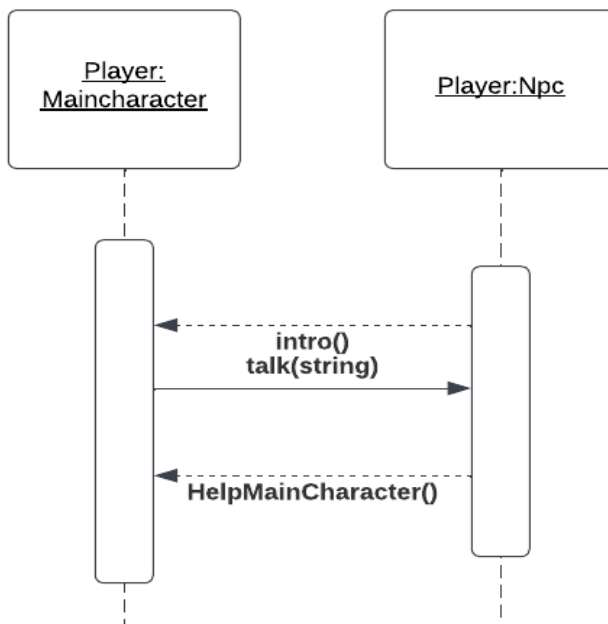 Player:
Maincharacter
Player:Npc
intro()
talk(string)
HelpMainCharacter()